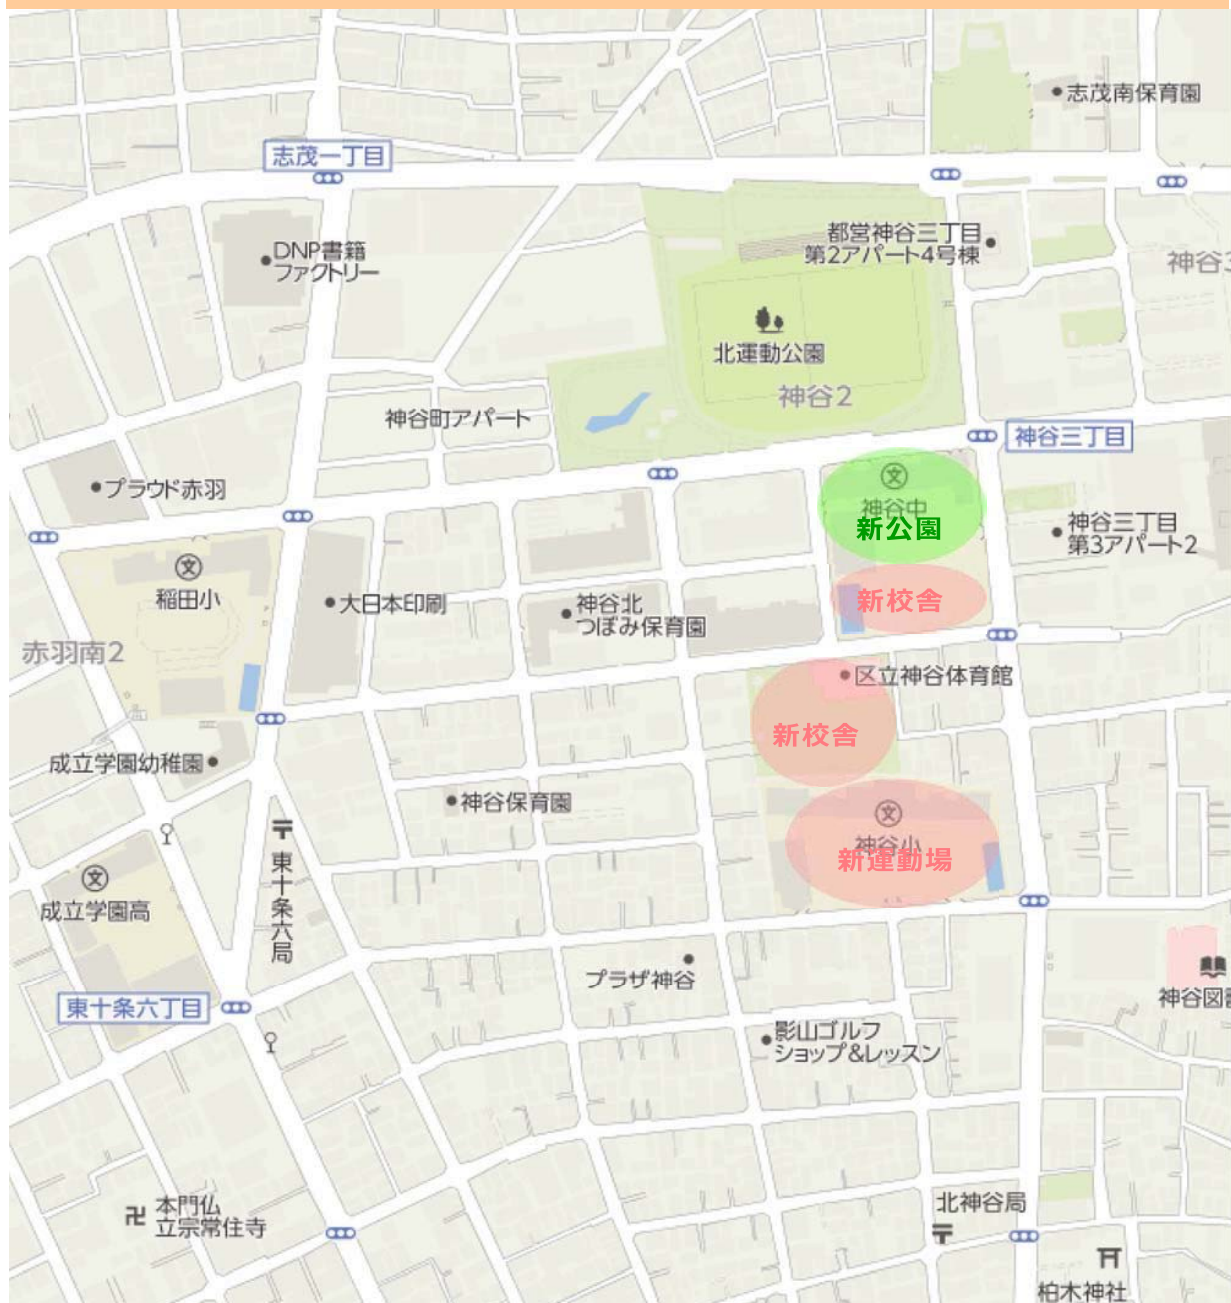 志茂南保育園
志茂一丁目
都営神谷三丁目
第2アパート4号棟
DNP書籍
ファクトリー
神谷3
北運動公園
神谷2
神谷町アパート
神谷三丁目
プラウド赤羽
神谷中
新公園
神谷三丁目
第3アパート2
稲田小
大日本印刷
神谷北
つぼみ保育園
新校舎
赤羽南2
区立神谷体育館
新校舎
成立学園幼稚園
神谷保育園
神谷小
新運動場
東十条六局
成立学園高
プラザ神谷
神谷図
東十条六丁目
影山ゴルフ
ショップ&レッスン
本門仏
立宗常住寺
北神谷局
柏木神社